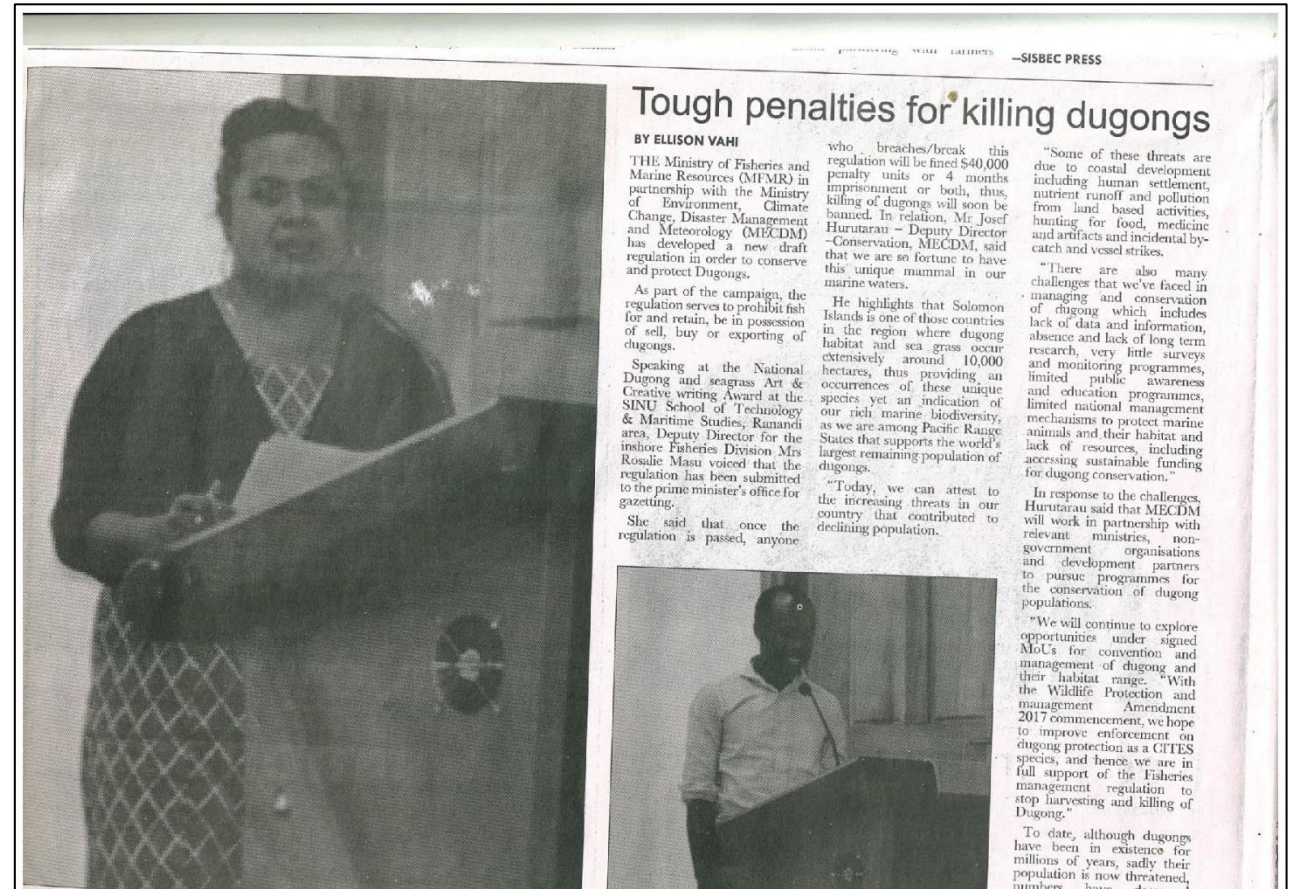 partnering with farmers
—SISBEC PRESS
Tough penalties for killing dugongs
BY ELLISON VAHI
THE Ministry of Fisheries and
Marine Resources (MFMR) in
partnership with the Ministry
of Environment, Climate
Change, Disaster Management
and Meteorology (MECDM)
has developed a new draft
regulation in order to conserve
and protect Dugongs.
As part of the campaign, the
regulation serves to prohibit fish
for and retain, be in possession
of sell, buy or exporting of
dugongs.
Speaking at the National
Dugong and seagrass Art &
Creative writing Award at the
SINU School of Technology
& Maritime Studies, Ranandi
area, Deputy Director for the
inshore Fisheries Division Mrs
Rosalie Masu voiced that the
regulation has been submitted
to the prime minister's office for
gazetting.
She said that once the
regulation is passed, anyone
who breaches/break this
regulation will be fined $40,000
penalty units or 4 months
imprisonment or both, thus,
killing of dugongs will soon be
banned. In relation, Mr Josef
Hurutarau – Deputy Director
–Conservation, MECDM, said
that we are so fortune to have
this unique mammal in our
marine waters.
He highlights that Solomon
Islands is one of those countries
in the region where dugong
habitat and sea grass occur
extensively around 10,000
hectares, thus providing an
occurrences of these unique
species yet an indication of
our rich marine biodiversity,
as we are among Pacific Range
States that supports the world's
largest remaining population of
dugongs.
"Today, we can attest to
the increasing threats in our
country that contributed to
declining population.
"Some of these threats are
due to coastal development
including human settlement,
nutrient runoff and pollution
from land based activities,
hunting for food, medicine
and artifacts and incidental by-
catch and vessel strikes.
"There are also many
challenges that we've faced in
managing and conservation
of dugong which includes
lack of data and information,
absence and lack of long term
research, very little surveys
and monitoring programmes,
limited public awareness
and education programmes,
limited national management
mechanisms to protect marine
animals and their habitat and
lack of resources, including
accessing sustainable funding
for dugong conservation."
In response to the challenges,
Hurutarau said that MECDM
will work in partnership with
relevant ministries, non-
government organisations
and development partners
to pursue programmes for
the conservation of dugong
populations.
"We will continue to explore
opportunities under signed
MoUs for convention and
management of dugong and
their habitat range. "With
the Wildlife Protection and
management Amendment
2017 commencement, we hope
to improve enforcement on
dugong protection as a CITES
species, and hence we are in
full support of the Fisheries
management regulation to
stop harvesting and killing of
Dugong."
To date, although dugongs
have been in existence for
millions of years, sadly their
population is now threatened,
numbers have